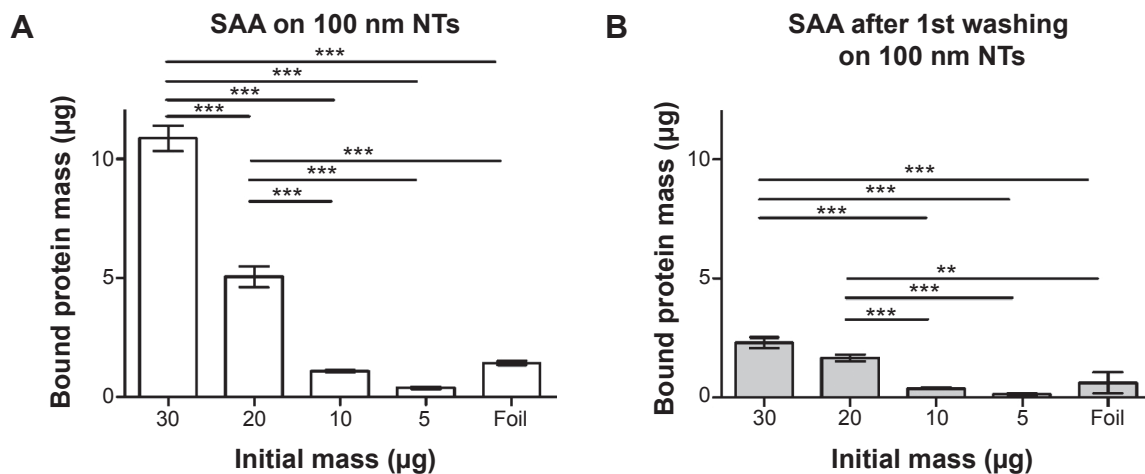 A
SAA on 100 nm NTs
***
***
***
***
***
***
***
Bound protein mass (µg)
10
5
0
30 20 10 5 Foil
Initial mass (µg)
B
SAA after 1st washing
on 100 nm NTs
***
***
***
**
***
***
Bound protein mass (µg)
10
5
0
30 20 10 5 Foil
Initial mass (µg)